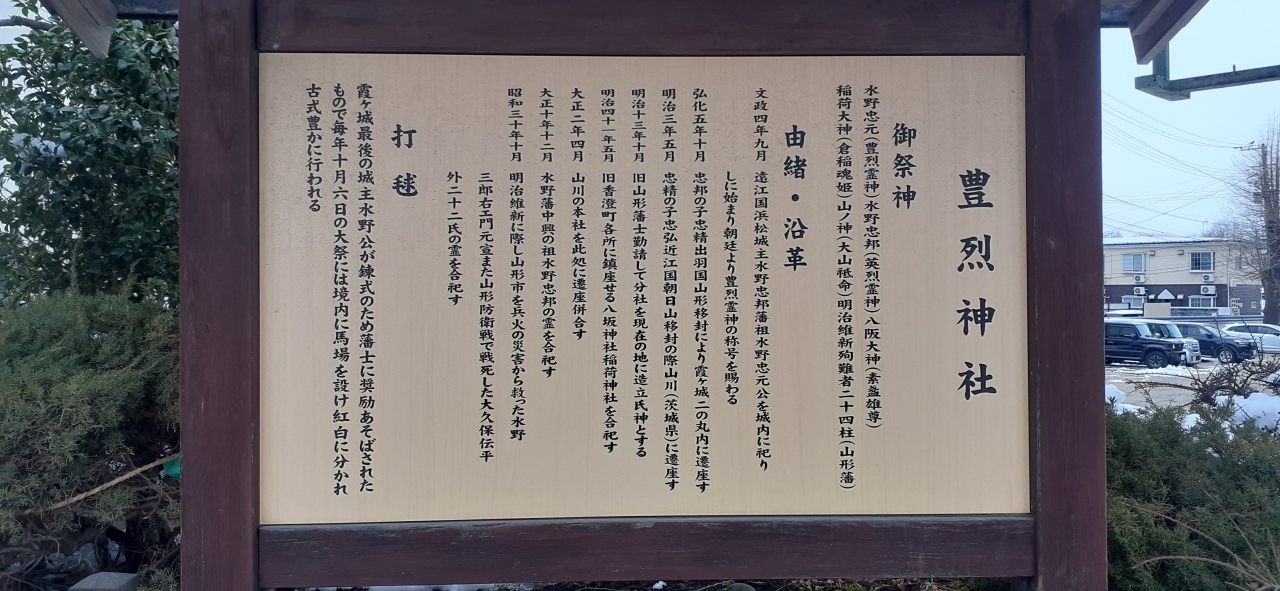 豊烈神社
御祭神
水野忠元(豊烈霊神)水野忠邦(英烈霊神)八阪大神(素盞雄尊)
稲荷大神(倉稲魂姫)山ノ神(大山祗命)明治維新殉難者二十四柱(山形藩)
由緒・沿革
文政四年九月 遠江国浜松城主水野忠邦藩祖水野忠元公を城内に祀り
しに始まり朝廷より豊烈霊神の称号を賜わる
弘化五年十月 忠邦の子忠精出羽国山形移封により霞ヶ城二の丸内に遷座す
明治三年五月 忠精の子忠弘近江国朝日山移封の際山川(茨城県)に遷座す
明治十三年十月 旧山形藩士勤請して分社を現在の地に造立氏神とする
明治四十一年五月 旧香澄町各所に鎮座せる八坂神社稲荷神社を合祀す
大正二年四月 山川の本社を此処に遷座併合す
大正十年十二月 水野藩中興の祖水野忠邦の霊を合祀す
昭和三十年十月 明治維新に際し山形市を兵火の災害から救った水野
三郎右エ門元宣また山形防衛戦で戦死した大久保伝平
外二十二氏の霊を合祀す
打毬
霞ヶ城最後の城主水野公が錬式のため藩士に奨励あそばされた
もので毎年十月六日の大祭には境内に馬場を設け紅白に分かれ
古式豊かに行われる